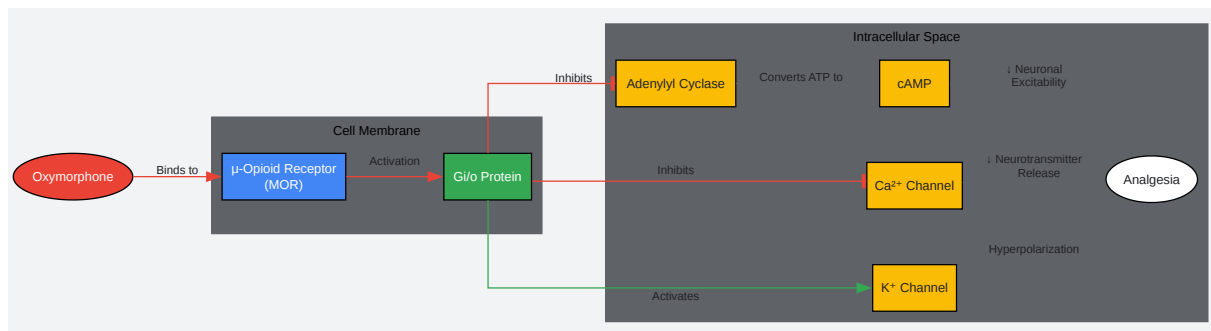 Intracellular Space
Inhibits
Adenylyl Cyclase
Converts ATP to
cAMP
↓ Neuronal
Excitability
Cell Membrane
Oxymorphone
Binds to
μ-Opioid Receptor
(MOR)
Activation
Gi/o Protein
Inhibits
Ca²⁺ Channel
↓ Neurotransmitter
Release
Analgesia
Hyperpolarization
Activates
K⁺ Channel